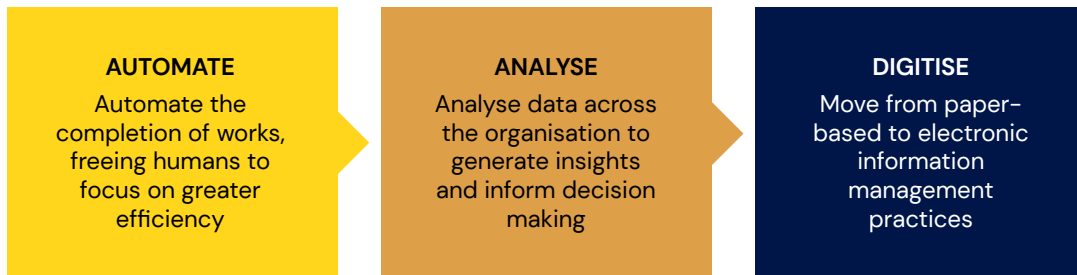 AUTOMATE
Automate the
completion of works,
freeing humans to
focus on greater
efficiency
ANALYSE
Analyse data across
the organisation to
generate insights
and inform decision
making
DIGITISE
Move from paper-
based to electronic
information
management
practices